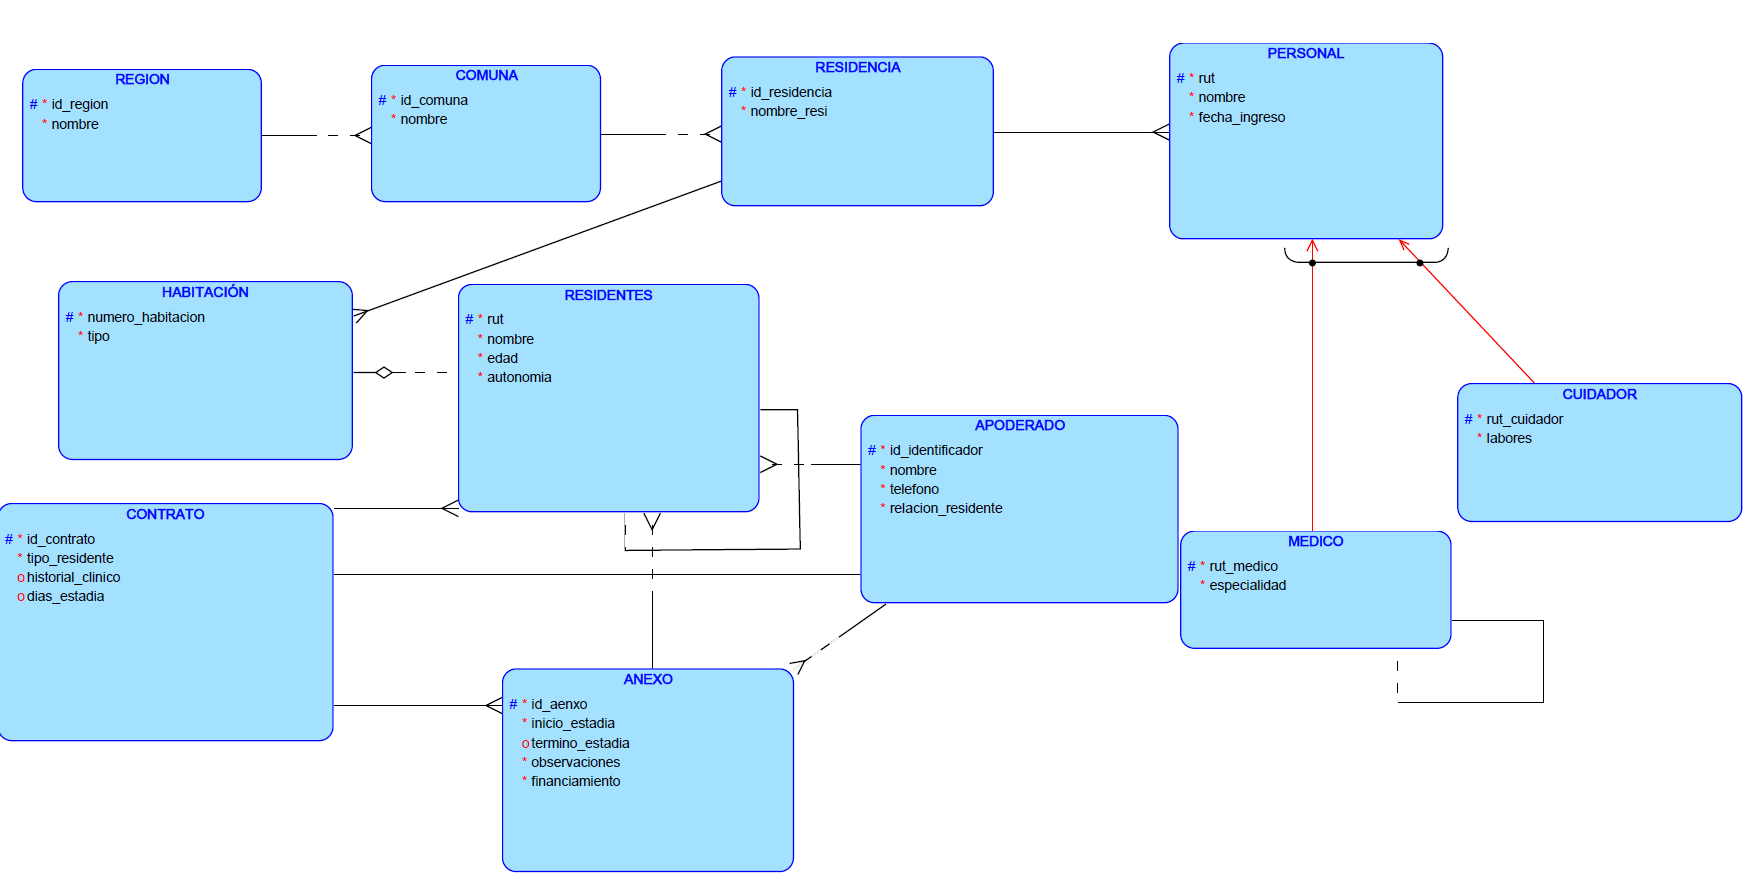 REGION
# * id_region
* nombre
COMUNA
# * id_comuna
* nombre
RESIDENCIA
# * id_residencia
* nombre_resi
PERSONAL
# * rut
* nombre
* fecha_ingreso
HABITACIÓN
# * numero_habitacion
* tipo
RESIDENTES
# * rut
* nombre
* edad
* autonomia
APODERADO
# * id_identificador
* nombre
* telefono
* relacion_residente
CUIDADOR
# * rut_cuidador
* labores
CONTRATO
# * id_contrato
* tipo_residente
o historial_clinico
o dias_estadia
MEDICO
# * rut_medico
* especialidad
ANEXO
# * id_aenxo
* inicio_estadia
o termino_estadia
* observaciones
* financiamiento